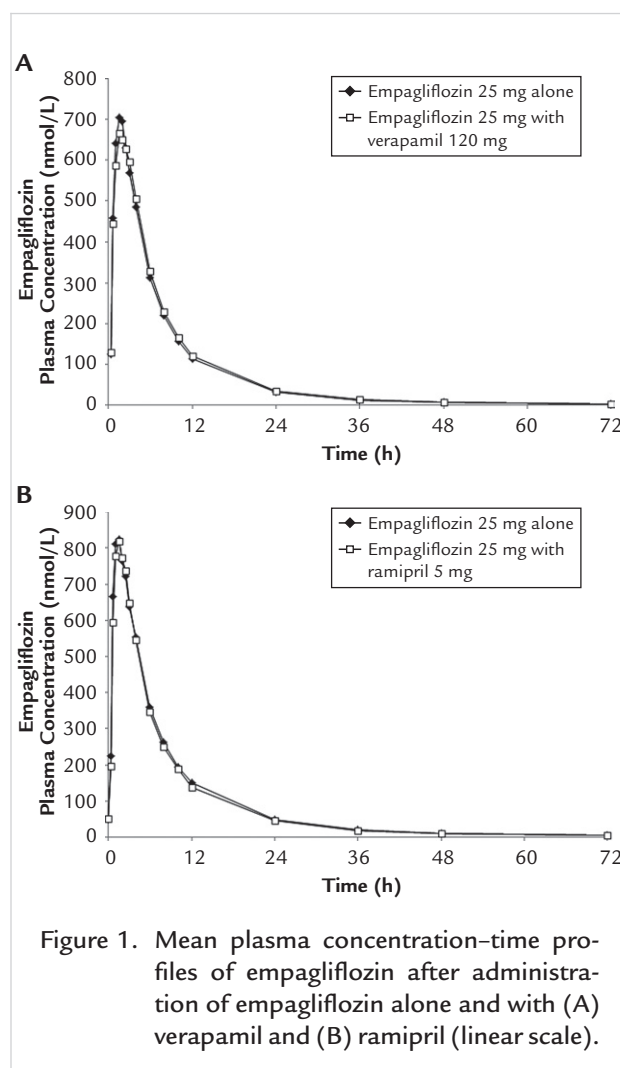 A
Empagliflozin
Plasma Concentration (nmol/L)
800
700
600
500
400
300
200
100
0
Empagliflozin 25 mg alone
Empagliflozin 25 mg with
verapamil 120 mg
0 12 24 36 48 60 72
Time (h)
B
Empagliflozin
Plasma Concentration (nmol/L)
900
800
700
600
500
400
300
200
100
0
Empagliflozin 25 mg alone
Empagliflozin 25 mg with
ramipril 5 mg
0 12 24 36 48 60 72
Time (h)
Figure 1. Mean plasma concentration–time pro-
files of empagliflozin after administra-
tion of empagliflozin alone and with (A)
verapamil and (B) ramipril (linear scale).